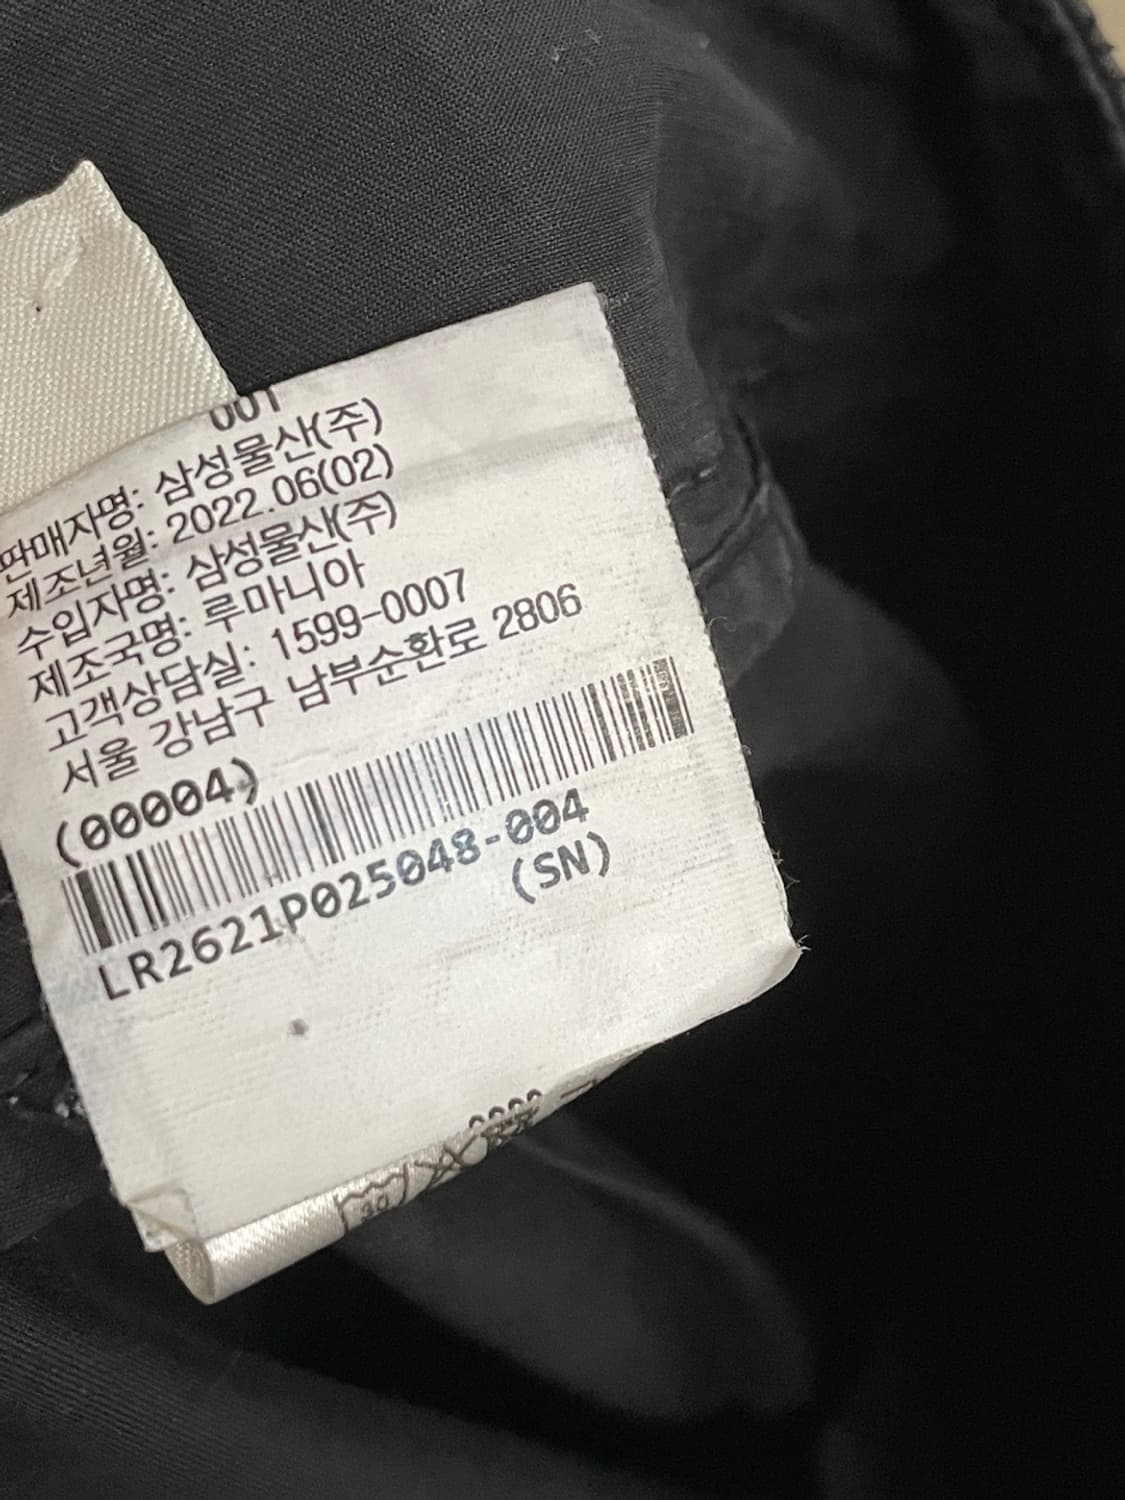 001
판매자명: 삼성물산(주)
제조년월: 2022.06(02)
수입자명: 삼성물산(주)
제조국명: 루마니아
고객상담실: 1599-0007
서울 강남구 남부순환로 2806
(00004)
LR2621P025048-004
(SN)
30